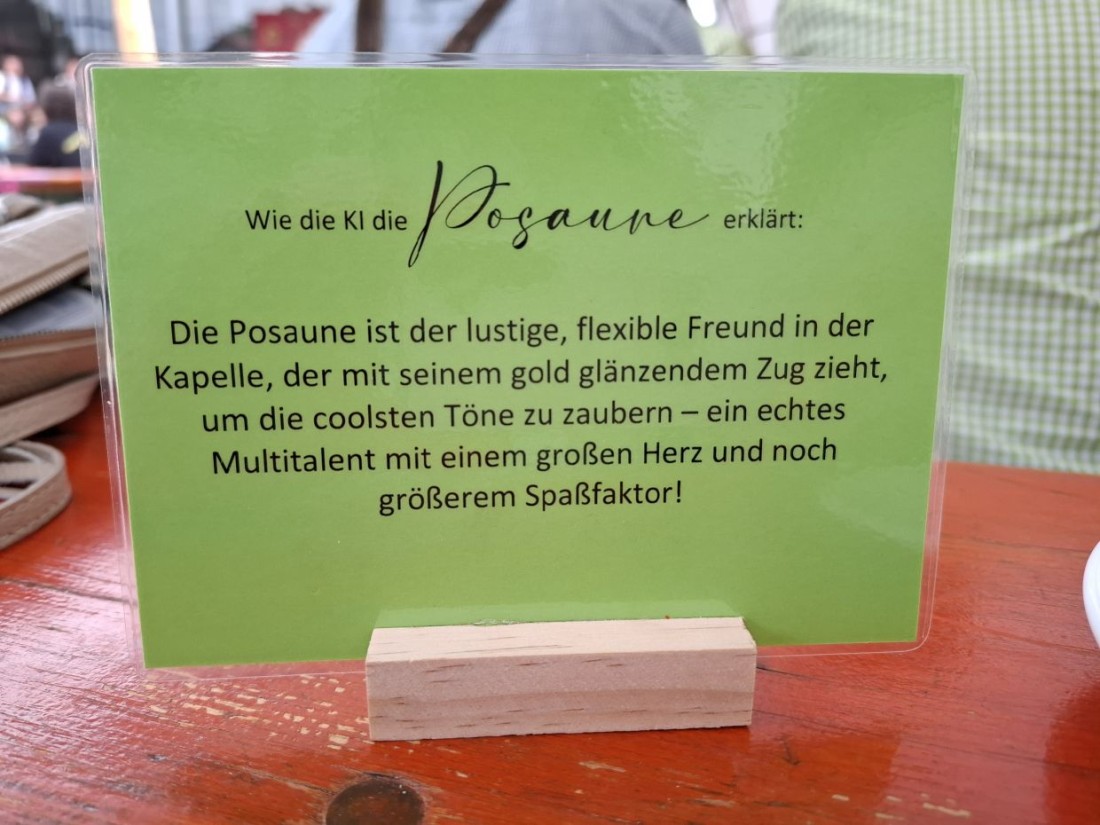 Wie die KI die Posaune erklärt:
Die Posaune ist der lustige, flexible Freund in der
Kapelle, der mit seinem gold glänzendem Zug zieht,
um die coolsten Töne zu zaubern – ein echtes
Multitalent mit einem großen Herz und noch
größerem Spaßfaktor!